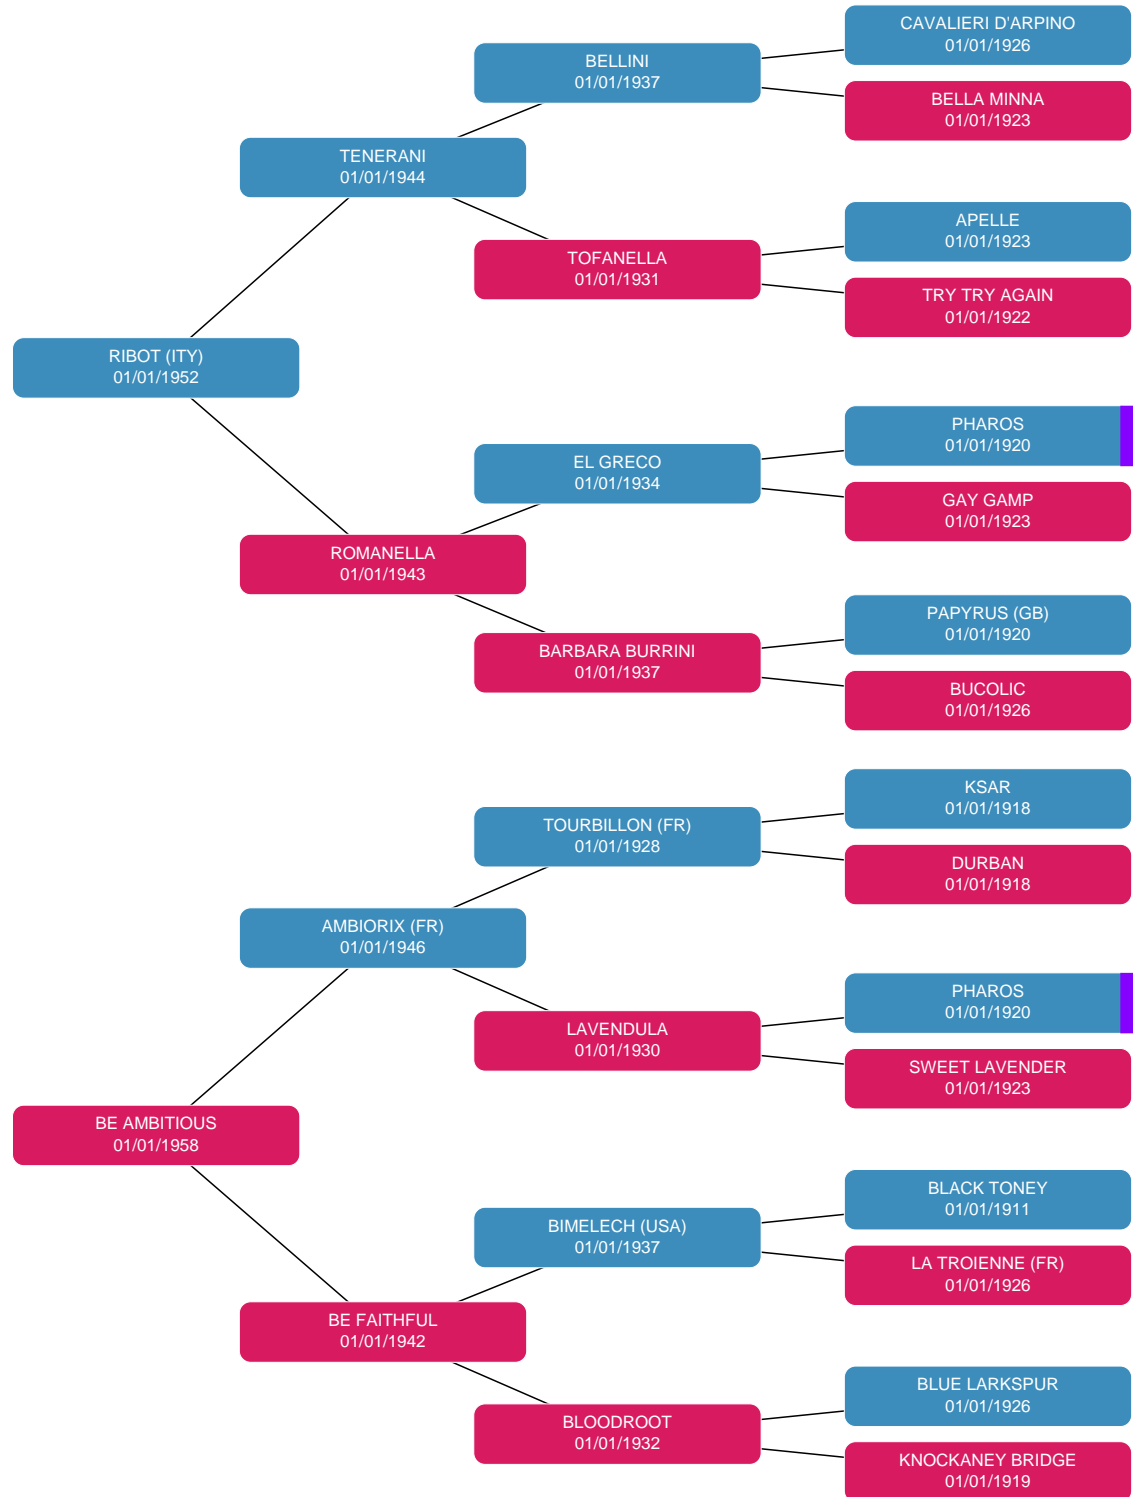 CAVALIERI D'ARPINO
01/01/1926
BELLINI
01/01/1937
BELLA MINNA
01/01/1923
TENERANI
01/01/1944
APELLE
01/01/1923
TOFANELLA
01/01/1931
TRY TRY AGAIN
01/01/1922
RIBOT (ITY)
01/01/1952
PHAROS
01/01/1920
EL GRECO
01/01/1934
GAY GAMP
01/01/1923
ROMANELLA
01/01/1943
PAPYRUS (GB)
01/01/1920
BARBARA BURRINI
01/01/1937
BUCOLIC
01/01/1926
KSAR
01/01/1918
TOURBILLON (FR)
01/01/1928
DURBAN
01/01/1918
AMBIORIX (FR)
01/01/1946
PHAROS
01/01/1920
LAVENDULA
01/01/1930
SWEET LAVENDER
01/01/1923
BE AMBITIOUS
01/01/1958
BLACK TONEY
01/01/1911
BIMELECH (USA)
01/01/1937
LA TROIENNE (FR)
01/01/1926
BE FAITHFUL
01/01/1942
BLUE LARKSPUR
01/01/1926
BLOODROOT
01/01/1932
KNOCKANEY BRIDGE
01/01/1919